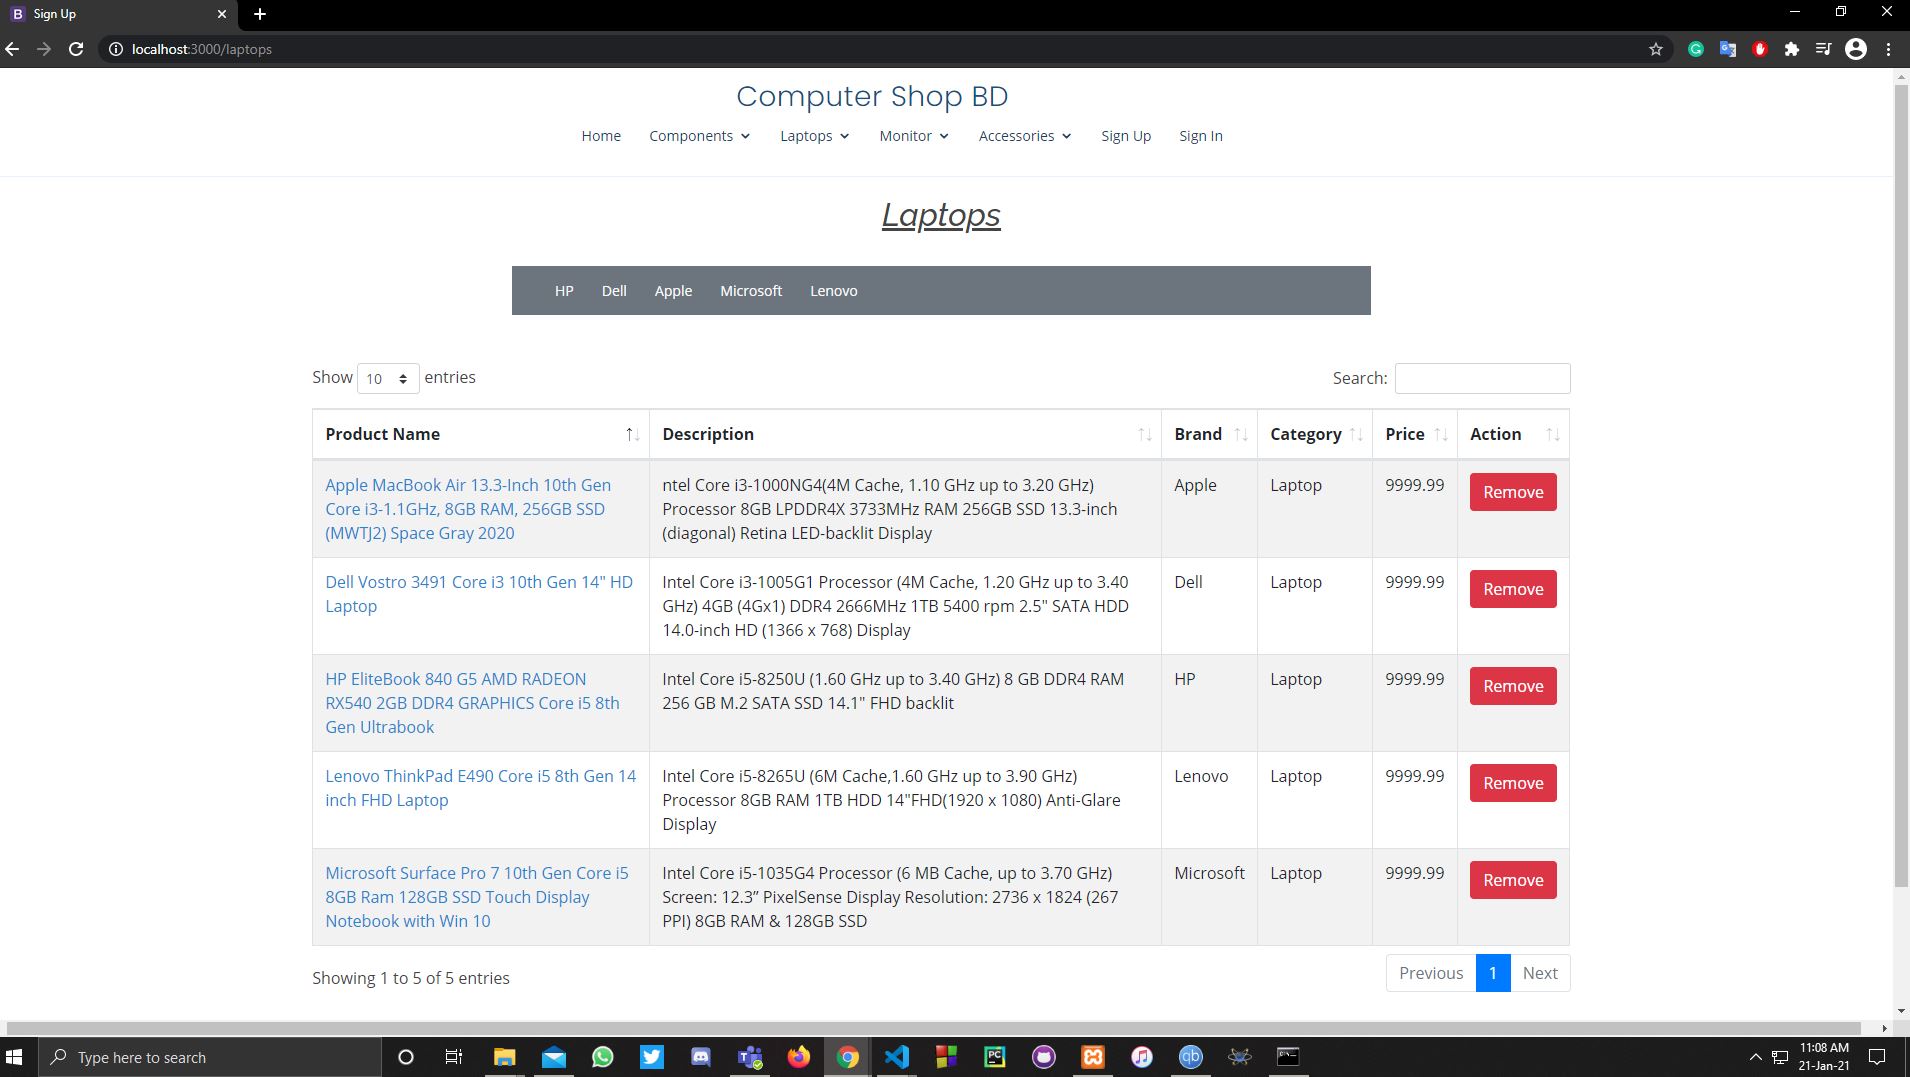 Sign Up
localhost:3000/laptops
Computer Shop BD
Home Components Laptops Monitor Accessories Sign Up Sign In
Laptops
HP Dell Apple Microsoft Lenovo
Show 10 entries Search:
Product Name Description Brand Category Price Action
Apple MacBook Air 13.3-Inch 10th Gen
Core i3-1.1GHz, 8GB RAM, 256GB SSD
(MWTJ2) Space Gray 2020
ntel Core i3-1000NG4(4M Cache, 1.10 GHz up to 3.20 GHz)
Processor 8GB LPDDR4X 3733MHz RAM 256GB SSD 13.3-inch
(diagonal) Retina LED-backlit Display
Apple Laptop 9999.99 Remove
Dell Vostro 3491 Core i3 10th Gen 14" HD
Laptop
Intel Core i3-1005G1 Processor (4M Cache, 1.20 GHz up to 3.40
GHz) 4GB (4Gx1) DDR4 2666MHz 1TB 5400 rpm 2.5" SATA HDD
14.0-inch HD (1366 x 768) Display
Dell Laptop 9999.99 Remove
HP EliteBook 840 G5 AMD RADEON
RX540 2GB DDR4 GRAPHICS Core i5 8th
Gen Ultrabook
Intel Core i5-8250U (1.60 GHz up to 3.40 GHz) 8 GB DDR4 RAM
256 GB M.2 SATA SSD 14.1" FHD backlit
HP Laptop 9999.99 Remove
Lenovo ThinkPad E490 Core i5 8th Gen 14
inch FHD Laptop
Intel Core i5-8265U (6M Cache,1.60 GHz up to 3.90 GHz)
Processor 8GB RAM 1TB HDD 14"FHD(1920 x 1080) Anti-Glare
Display
Lenovo Laptop 9999.99 Remove
Microsoft Surface Pro 7 10th Gen Core i5
8GB Ram 128GB SSD Touch Display
Notebook with Win 10
Intel Core i5-1035G4 Processor (6 MB Cache, up to 3.70 GHz)
Screen: 12.3” PixelSense Display Resolution: 2736 x 1824 (267
PPI) 8GB RAM & 128GB SSD
Microsoft Laptop 9999.99 Remove
Showing 1 to 5 of 5 entries Previous 1 Next
Type here to search
11:08 AM
21-Jan-21